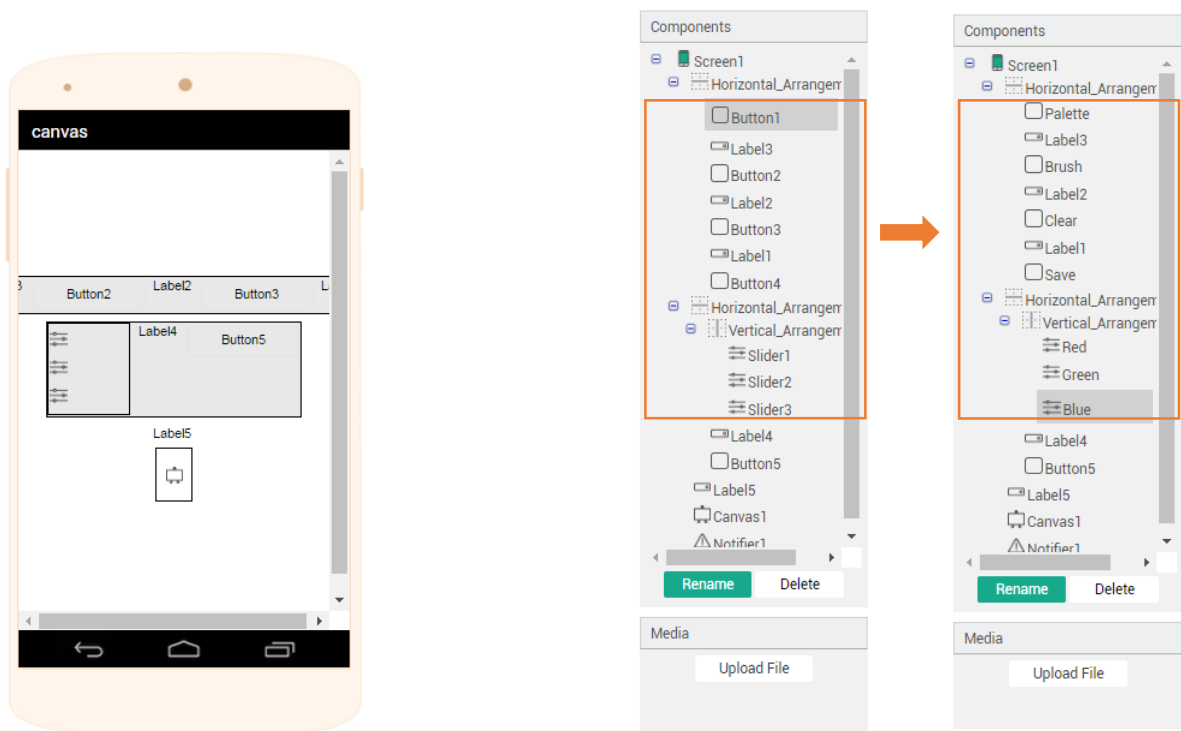 canvas
3
Button2
Label2
Button3
L
Label4
Button5
Label5
Components
Screen1
Horizontal_Arrangem
Button1
Label3
Button2
Label2
Button3
Label1
Button4
Horizontal_Arrangem
Vertical_Arrangem
Slider1
Slider2
Slider3
Label4
Button5
Label5
Canvas1
Notifier1
Rename
Delete
Media
Upload File
Components
Screen1
Horizontal_Arrangem
Palette
Label3
Brush
Label2
Clear
Label1
Save
Horizontal_Arrangem
Vertical_Arrangem
Red
Green
Blue
Label4
Button5
Label5
Canvas1
Notifier1
Rename
Delete
Media
Upload File